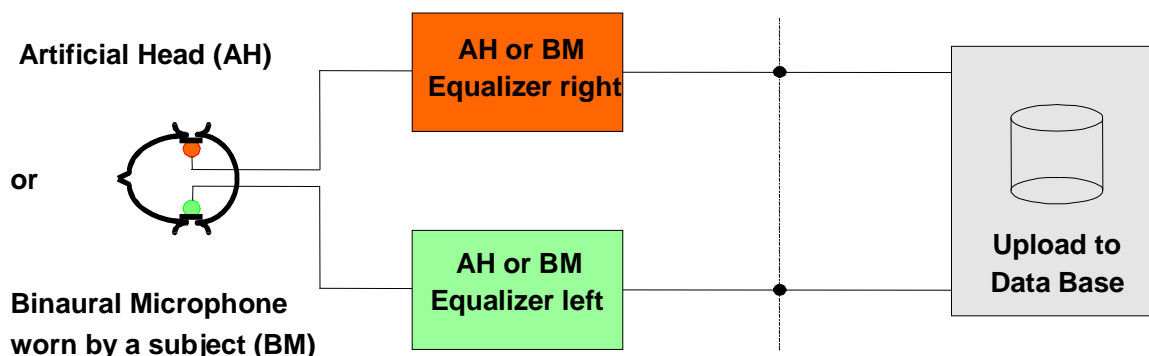 Artificial Head (AH)
or
Binaural Microphone
worn by a subject (BM)
AH or BM
Equalizer right
AH or BM
Equalizer left
Upload to
Data Base